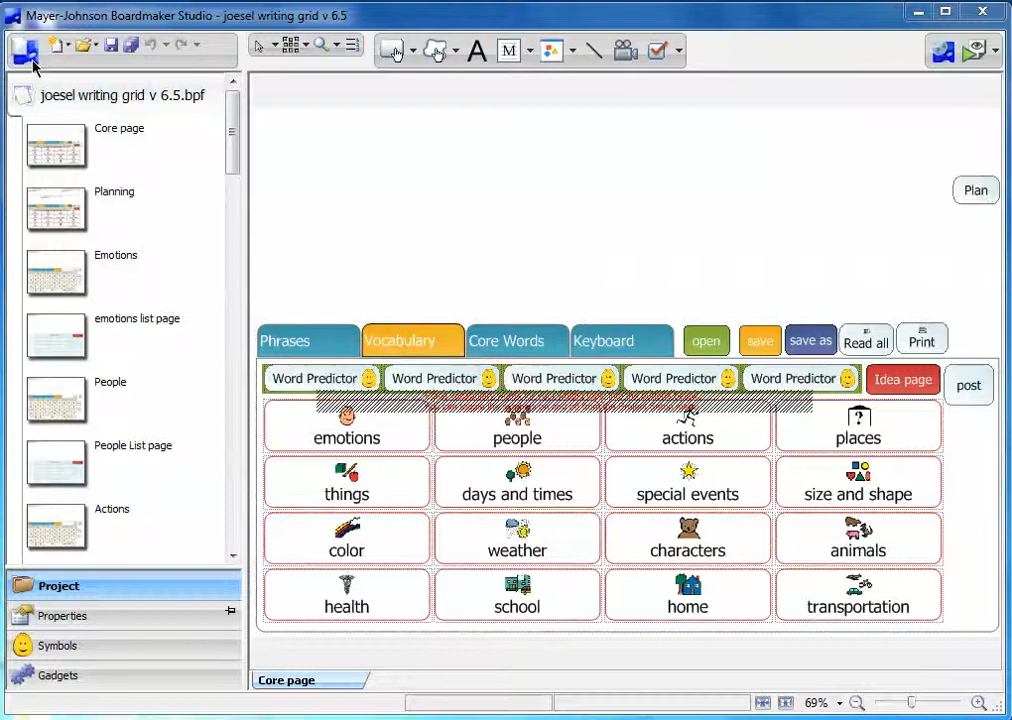 Mayer-Johnson Boardmaker Studio - joesel writing grid v 6.5
A
M
joesel writing grid v 6.5.bpf
Core page
Planning
Emotions
emotions list page
People
People List page
Actions
Project
Properties
Symbols
Gadgets
Plan
Phrases
Vocabulary
Core Words
Keyboard
open
save
save as
Read all
Print
Word Predictor
Word Predictor
Word Predictor
Word Predictor
Word Predictor
Idea page
post
emotions
people
actions
?
places
things
days and times
special events
size and shape
color
weather
characters
animals
health
school
home
transportation
Core page
69%